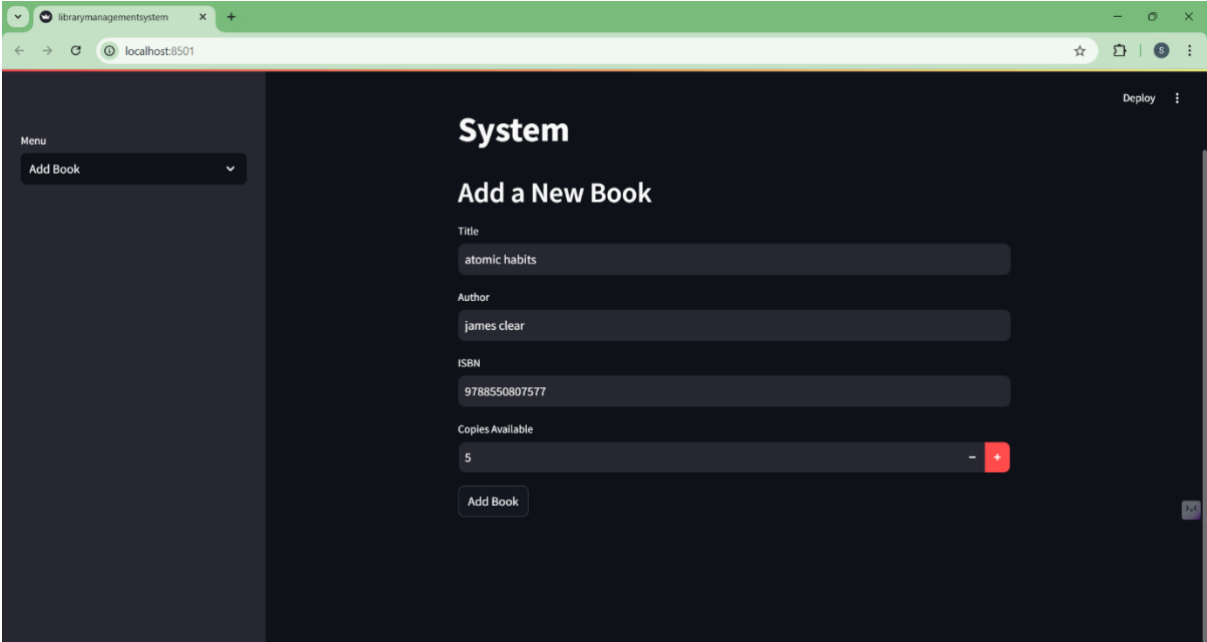 librarymanagementsystem
localhost:8501
Deploy
Menu
Add Book
System
Add a New Book
Title
atomic habits
Author
james clear
ISBN
9788550807577
Copies Available
5
Add Book